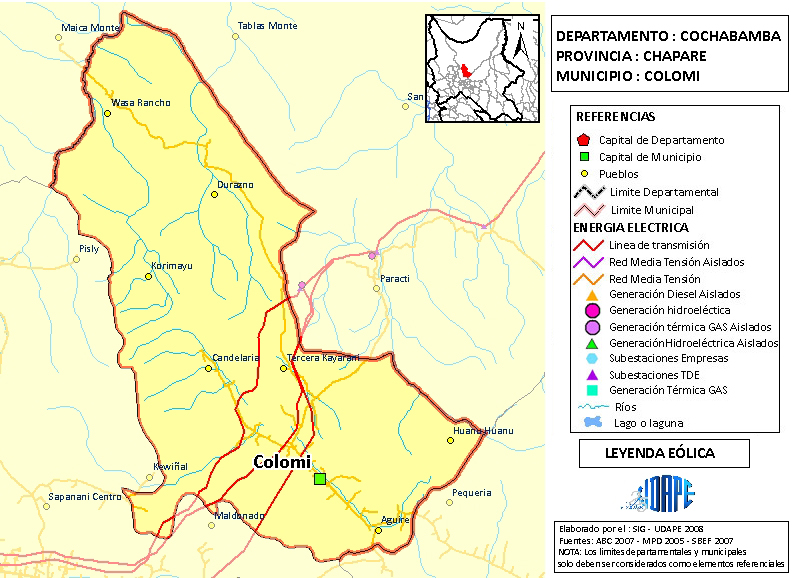 Maica Monte
Tablas Monte
N
San
Wasa Rancho
Durazno
Pisly
Korimayu
Paracti
Candelaria
Tercera Kayarani
Huanu Huanu
Colomi
Kewiñal
Sapanani Centro
Maldonado
Aguire
Pequeria
DEPARTAMENTO : COCHABAMBA
PROVINCIA : CHAPARE
MUNICIPIO : COLOMI
REFERENCIAS
Capital de Departamento
Capital de Municipio
Pueblos
Limite Departamental
Limite Municipal
ENERGIA ELECTRICA
Linea de transmisión
Red Media Tensión Aislados
Red Media Tensión
Generación Diesel Aislados
Generación hidroeléctica
Generación térmica GAS Aislados
GeneraciónHidroeléctrica Aislados
Subestaciones Empresas
Subestaciones TDE
Generación Térmica GAS
Ríos
Lago o laguna
LEYENDA EÓLICA
UDAPE
Elaborado por el : SIG - UDAPE 2008
Fuentes: ABC 2007 - MPD 2005 - SBEF 2007
NOTA: Los limites departamentales y municipales
solo deben ser considerados como elementos referenciales